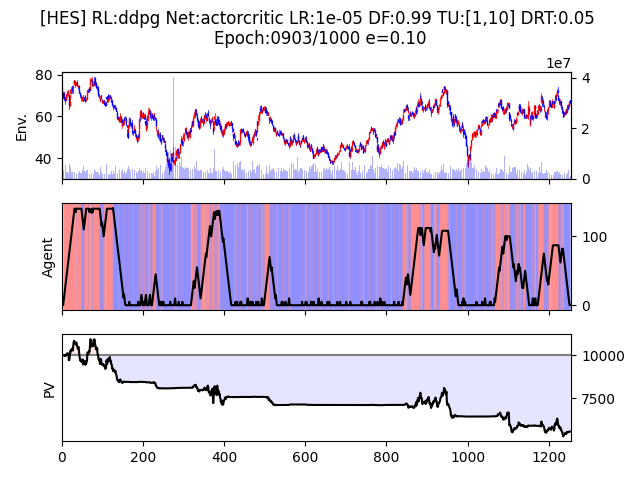 [HES] RL:ddpg Net:actorcritic LR:1e-05 DF:0.99 TU:[1,10] DRT:0.05
Epoch:0903/1000 e=0.10
1e7
80
60
40
Env.
4
2
0
Agent
100
0
PV
10000
7500
0
200
400
600
800
1000
1200